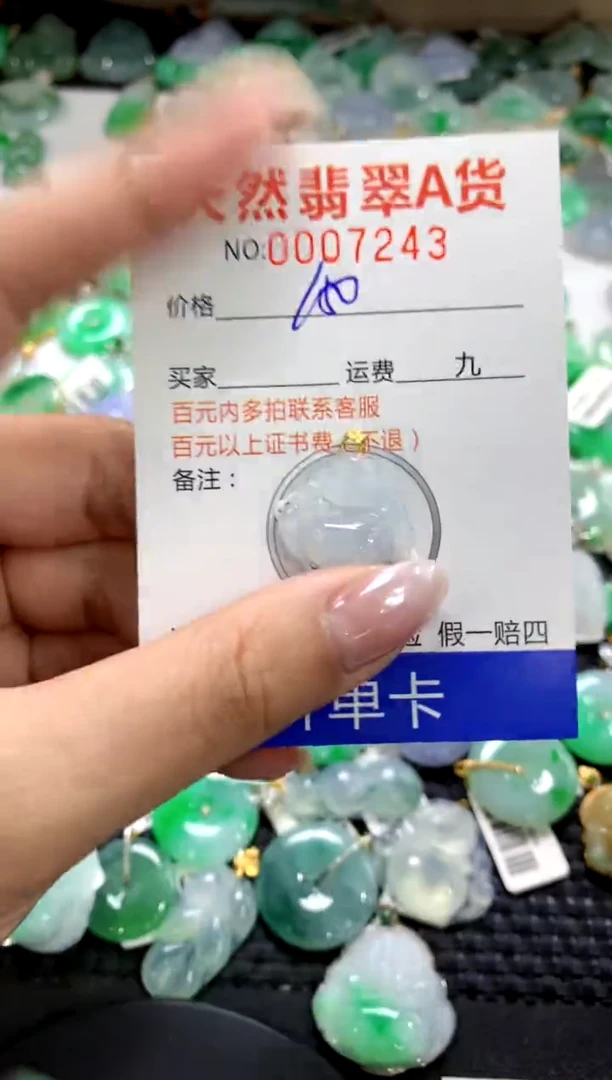 然翡翠A货
NO:0007243
价格 100
买家 运费 九
百元内多拍联系客服
百元以上证书费 不退）
备注：
假一赔四
单卡